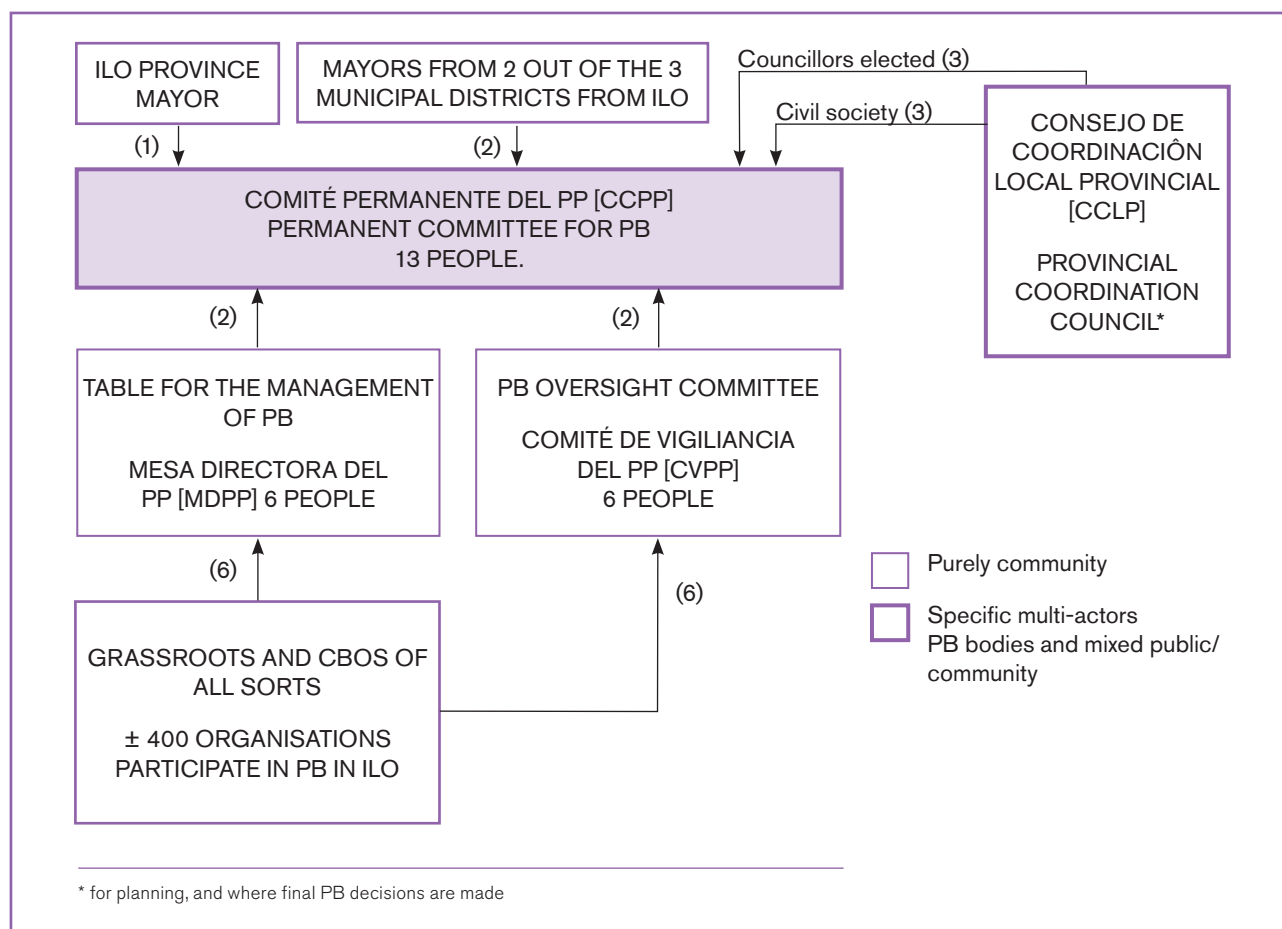 ILO PROVINCE
MAYOR
MAYORS FROM 2 OUT OF THE 3
MUNICIPAL DISTRICTS FROM ILO
Councillors elected (3)
Civil society (3)
CONSEJO DE
COORDINACIÔN
LOCAL PROVINCIAL
[CCLP]
PROVINCIAL
COORDINATION
COUNCIL*
(1)
(2)
COMITÉ PERMANENTE DEL PP [CCPP]
PERMANENT COMMITTEE FOR PB
13 PEOPLE.
(2)
(2)
TABLE FOR THE MANAGEMENT
OF PB
MESA DIRECTORA DEL
PP [MDPP] 6 PEOPLE
PB OVERSIGHT COMMITTEE
COMITÉ DE VIGILIANCIA
DEL PP [CVPP]
6 PEOPLE
(6)
(6)
GRASSROOTS AND CBOS OF
ALL SORTS
± 400 ORGANISATIONS
PARTICIPATE IN PB IN ILO
Purely community
Specific multi-actors
PB bodies and mixed public/
community
* for planning, and where final PB decisions are made